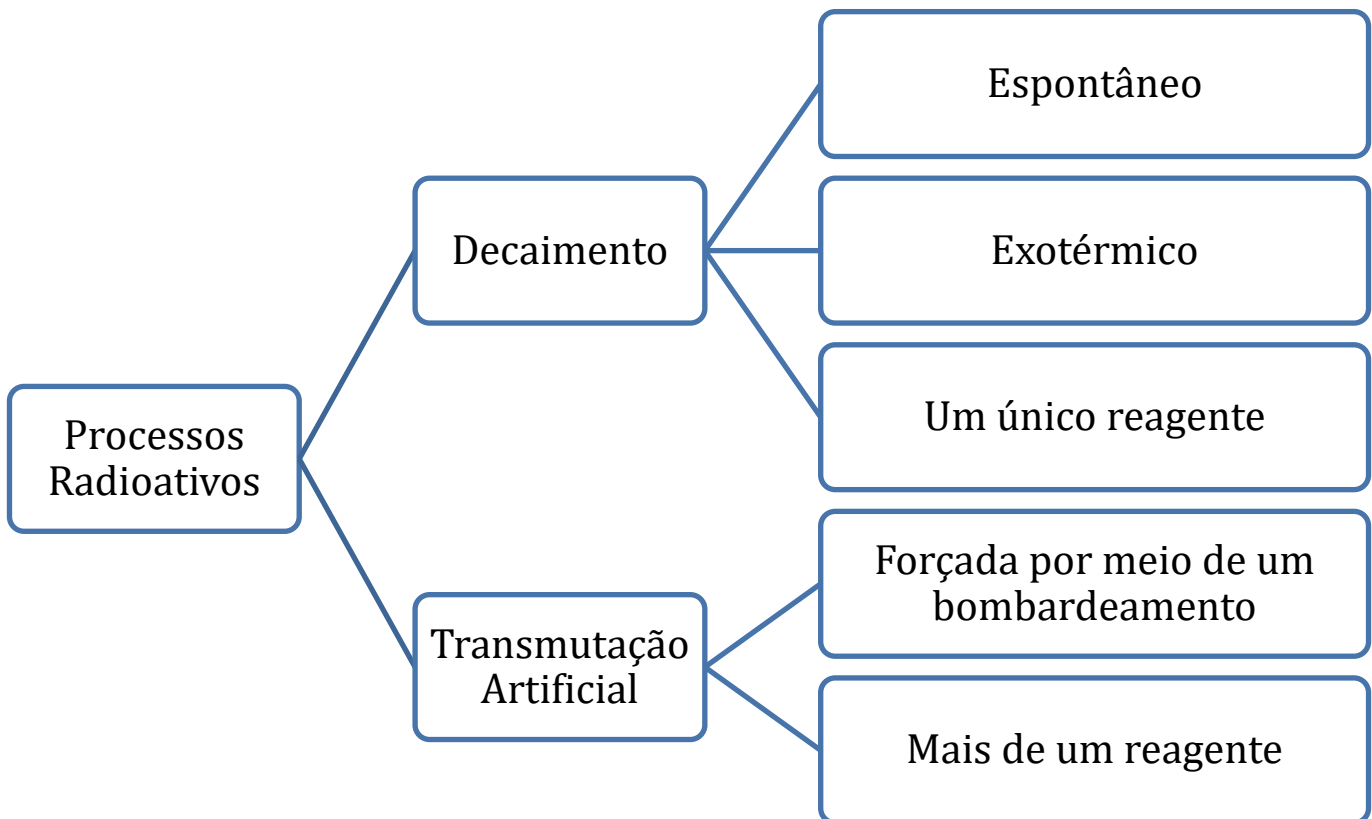 Processos
Radioativos
Decaimento
Espontâneo
Exotérmico
Um único reagente
Transmutação
Artificial
Forçada por meio de um
bombardeamento
Mais de um reagente